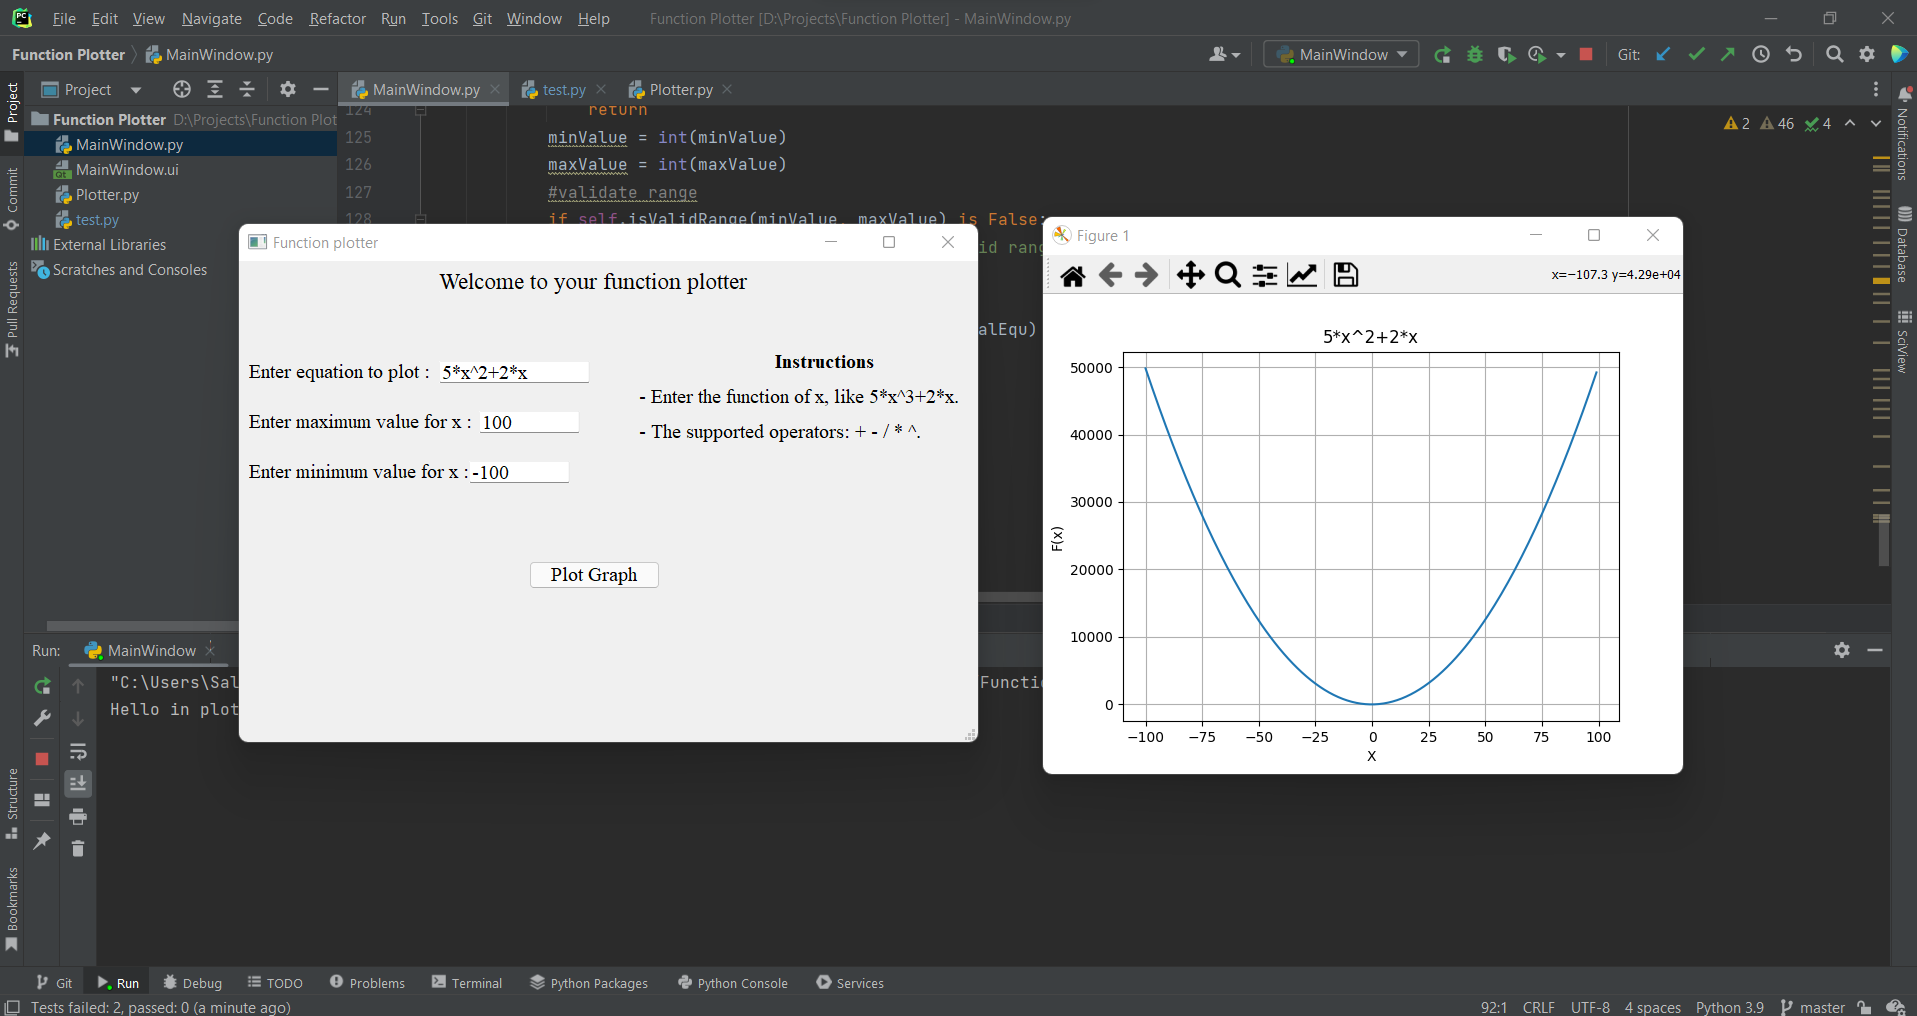 PC File Edit View Navigate Code Refactor Run Tools Git Window Help Function Plotter [D:\Projects\Function Plotter] - MainWindow.py
Function Plotter MainWindow.py MainWindow Git:
Project MainWindow.py test.py Plotter.py
Function Plotter D:\Projects\Function Plot
MainWindow.py
MainWindow.ui
Plotter.py
test.py
External Libraries
Scratches and Consoles
Project
Commit
Pull Requests
Structure
Bookmarks
124 return
125 minValue = int(minValue)
126 maxValue = int(maxValue)
127 #validate range
128 if self.isValidRange(minValue, maxValue) is False:
id rang
alEqu)
2 46 4
Notifications
Database
SciView
Function plotter
Welcome to your function plotter
Enter equation to plot : 5*x^2+2*x
Enter maximum value for x : 100
Enter minimum value for x : -100
Instructions
- Enter the function of x, like 5*x^3+2*x.
- The supported operators: + - / * ^.
Plot Graph
Figure 1
x=−107.3 y=4.29e+04
5*x^2+2*x
50000
40000
30000
20000
10000
0
F(x)
−100 −75 −50 −25 0 25 50 75 100
X
Run: MainWindow
"C:\Users\Sal
Functio
Hello in plot
Git Run Debug TODO Problems Terminal Python Packages Python Console Services
Tests failed: 2, passed: 0 (a minute ago) 92:1 CRLF UTF-8 4 spaces Python 3.9 master